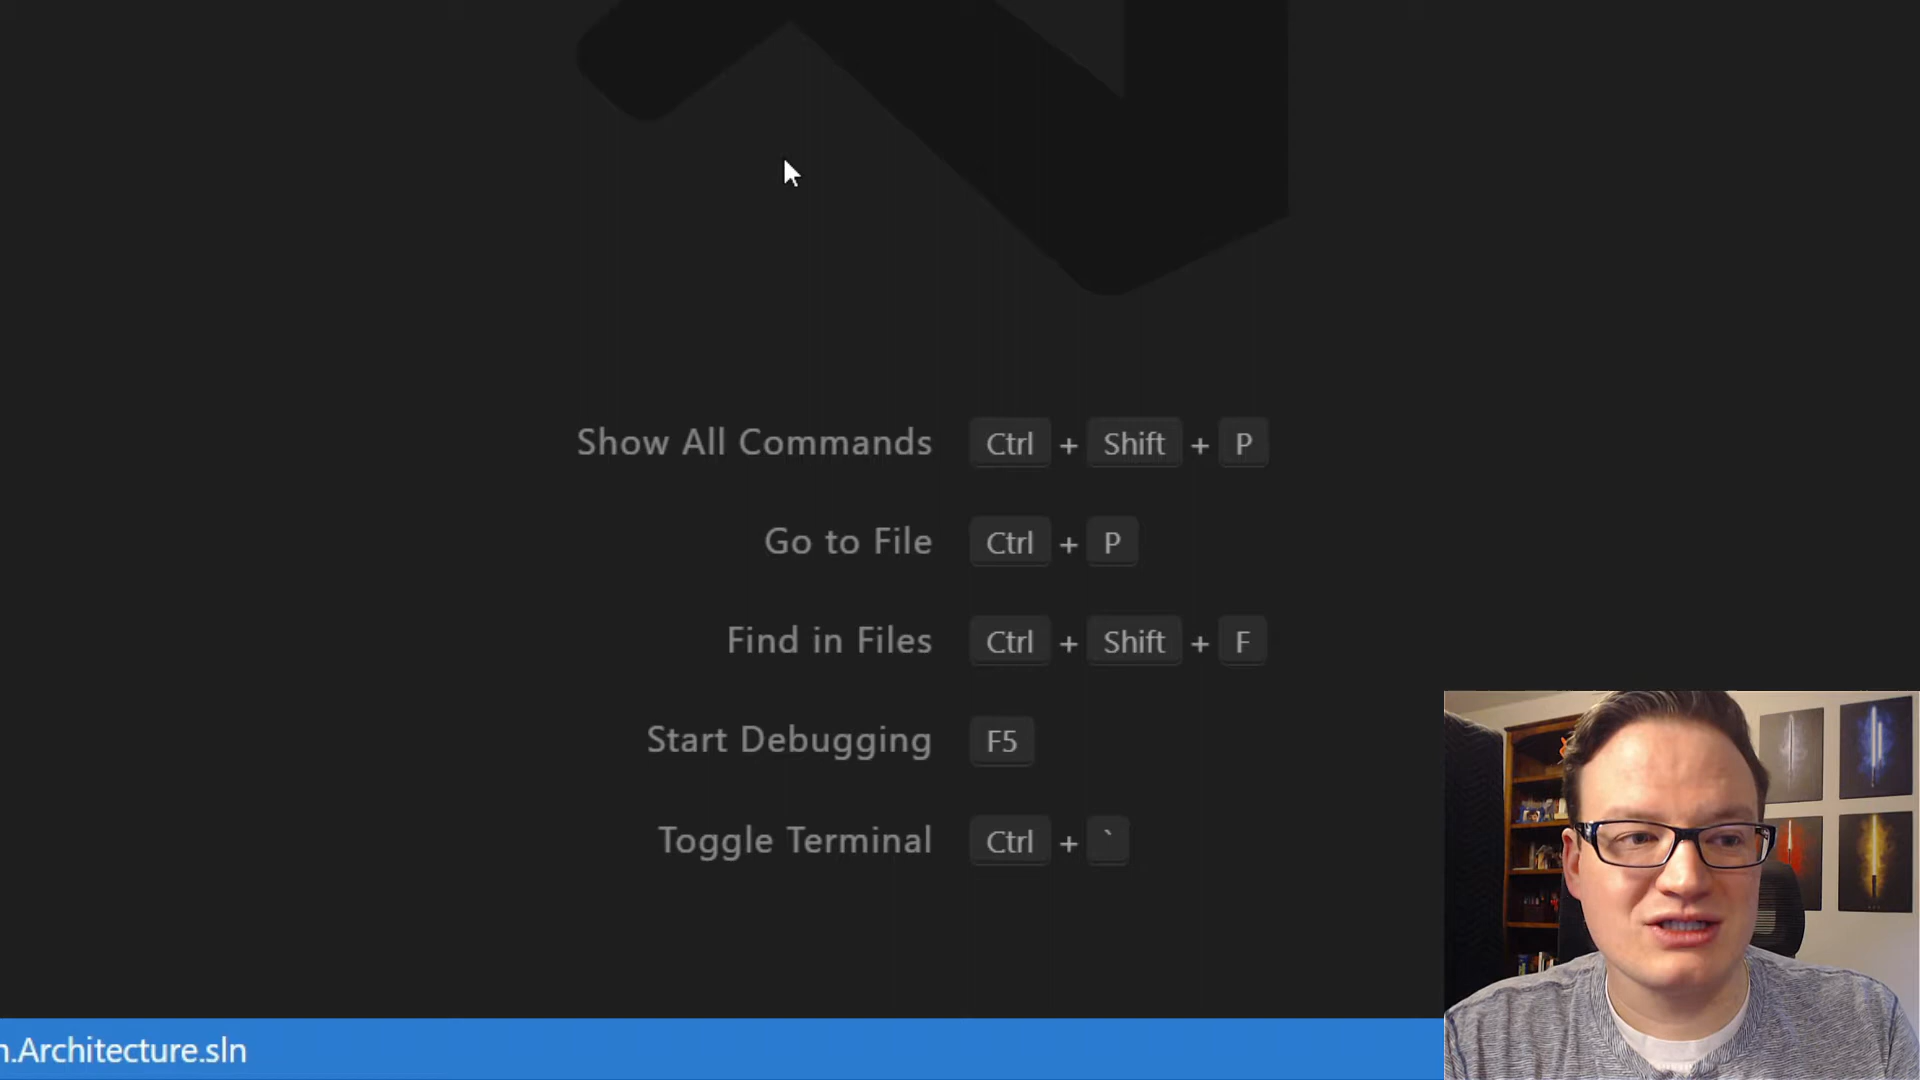 Show All Commands Ctrl + Shift + P
Go to File Ctrl + P
Find in Files Ctrl + Shift + F
Start Debugging F5
Toggle Terminal Ctrl + `
n.Architecture.sln